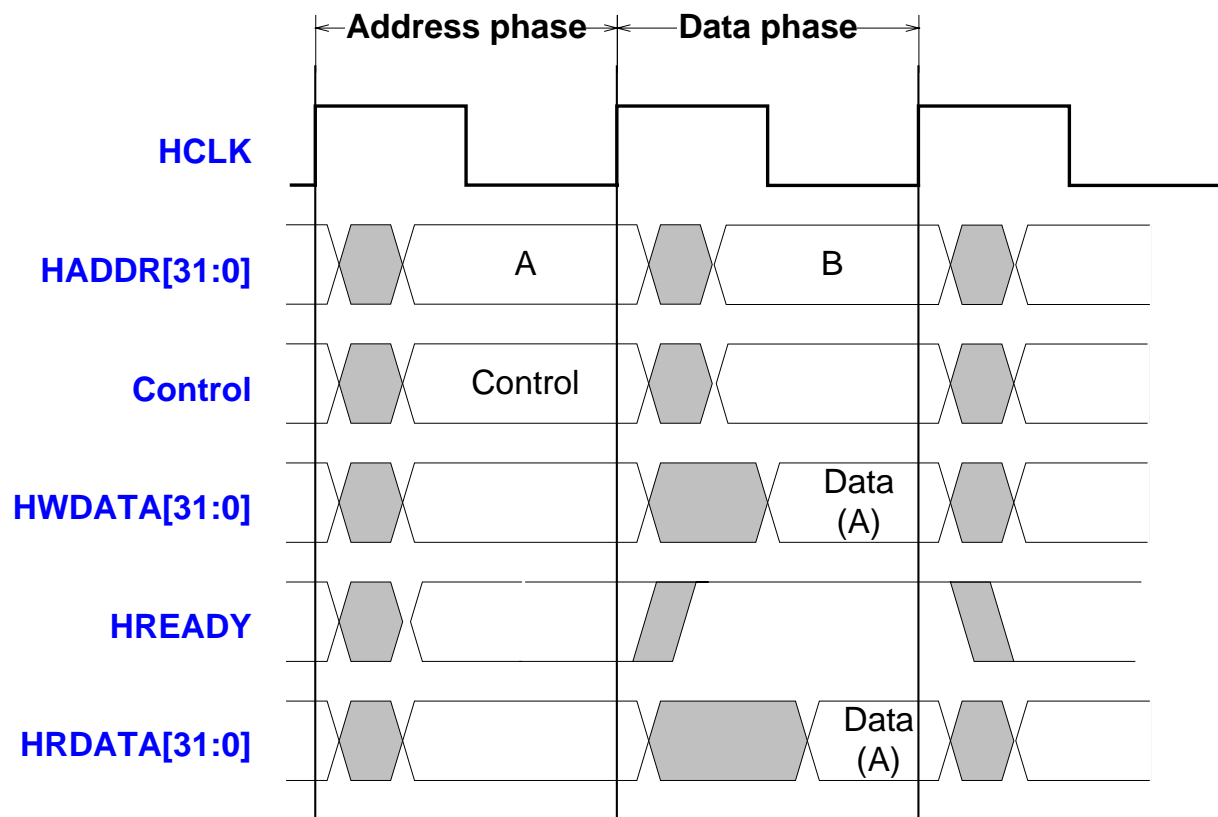 Address phase Data phase
HCLK
HADDR[31:0] A B
Control Control
HWDATA[31:0] Data
(A)
HREADY
HRDATA[31:0] Data
(A)